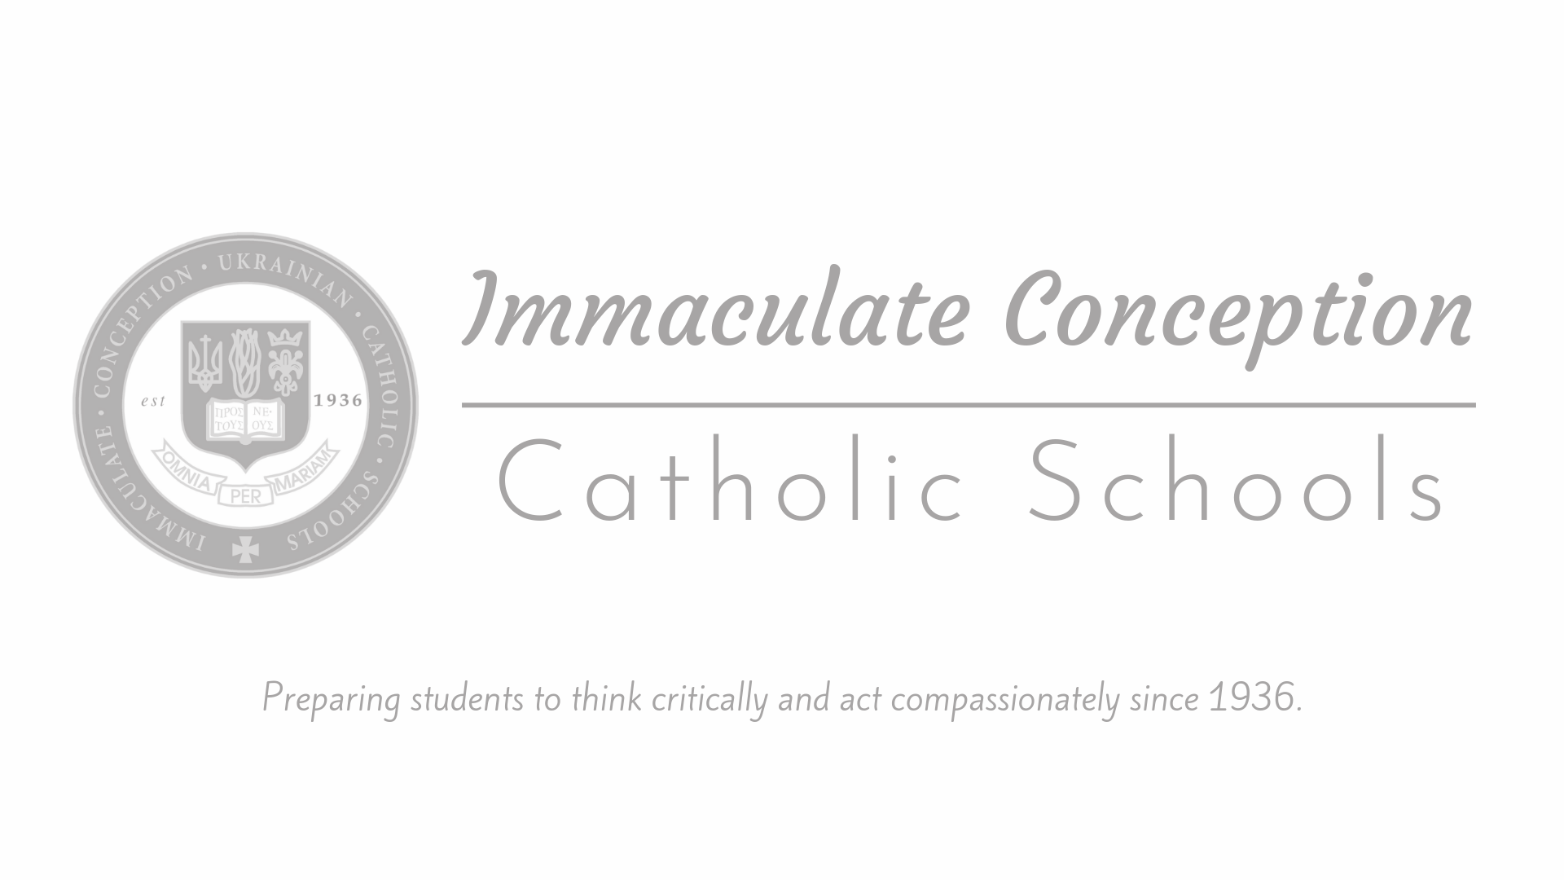 IMMACULATE • CONCEPTION • UKRAINIAN • CATHOLIC • SCHOOLS
est 1936
ΠΡΟΣ ΝΕ-
ΤΟΥΣ ΟΥΣ
OMNIA PER MARIAM
Immaculate Conception
Catholic Schools
Preparing students to think critically and act compassionately since 1936.